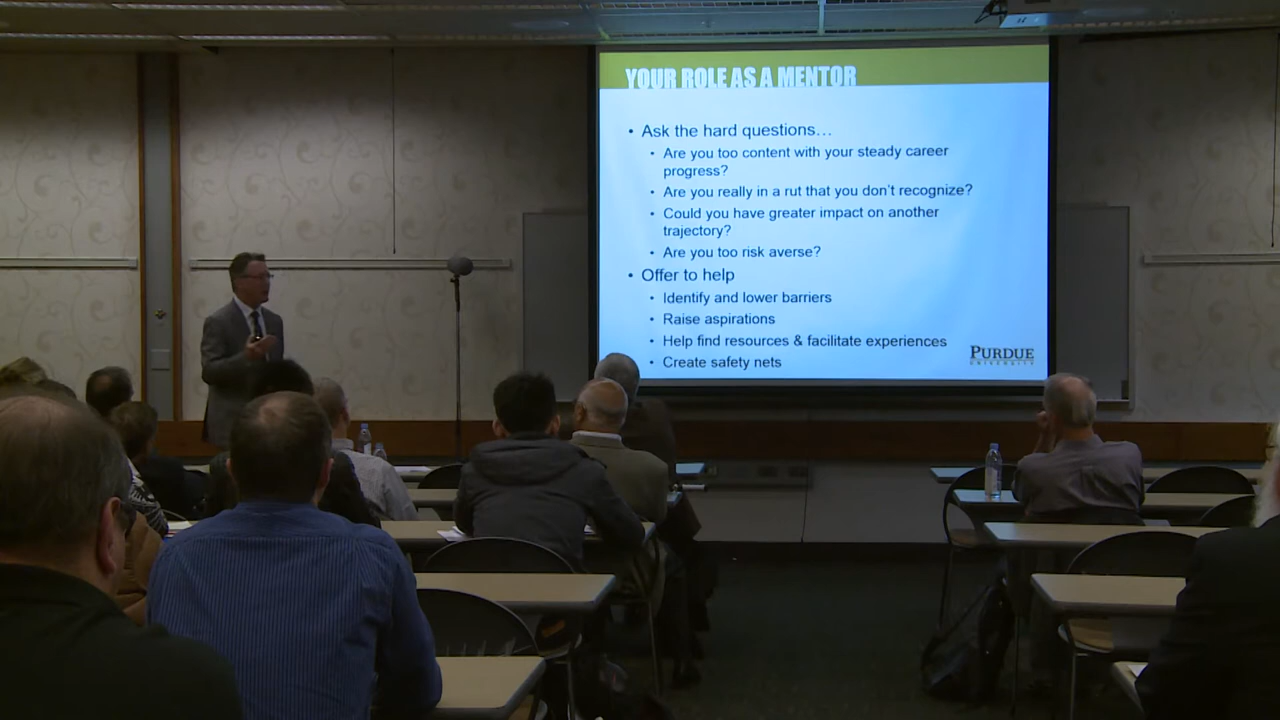 YOUR ROLE AS A MENTOR
• Ask the hard questions…
• Are you too content with your steady career
progress?
• Are you really in a rut that you don't recognize?
• Could you have greater impact on another
trajectory?
• Are you too risk averse?
• Offer to help
• Identify and lower barriers
• Raise aspirations
• Help find resources & facilitate experiences
• Create safety nets
PURDUE
UNIVERSITY